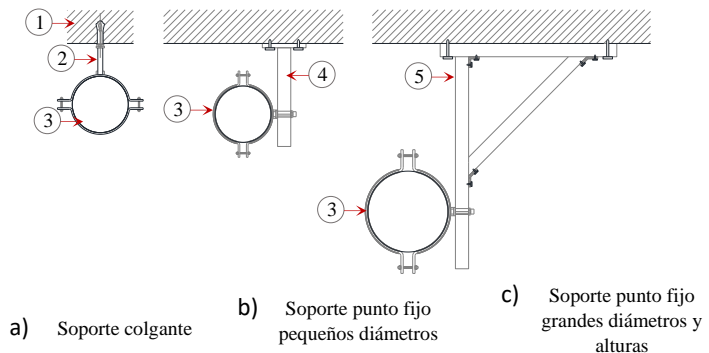 1
2
3
3
4
3
5
a) Soporte colgante
b) Soporte punto fijo
pequeños diámetros
c) Soporte punto fijo
grandes diámetros y
alturas